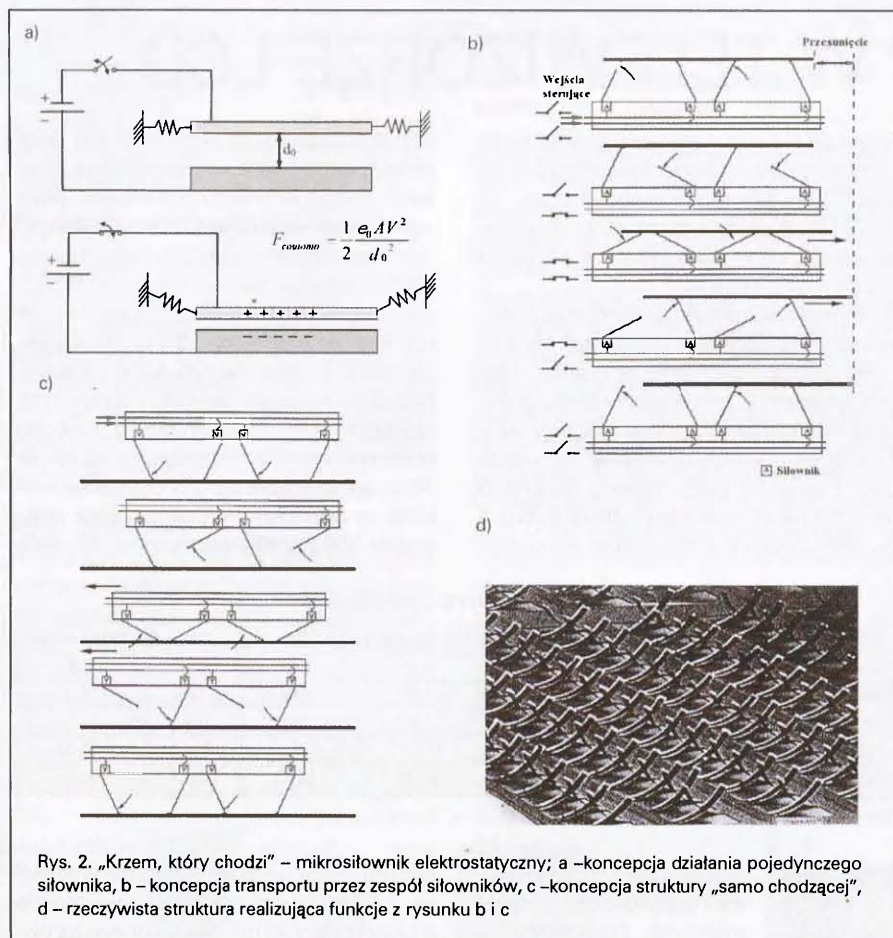 a)
+
−
d₀
F_coulomb = 1/2 e₀AV²/d₀²
+
−
+ + + + +
b)
Przesunięcie
Wejścia
sterujące
A A A A
A A A A
A A A A
A A A A
A A A A
A Siłownik
c)
d)
Rys. 2. „Krzem, który chodzi” – mikrosiłownik elektrostatyczny; a –koncepcja działania pojedynczego
siłownika, b – koncepcja transportu przez zespół siłowników, c –koncepcja struktury „samo chodzącej”,
d – rzeczywista struktura realizująca funkcje z rysunku b i c